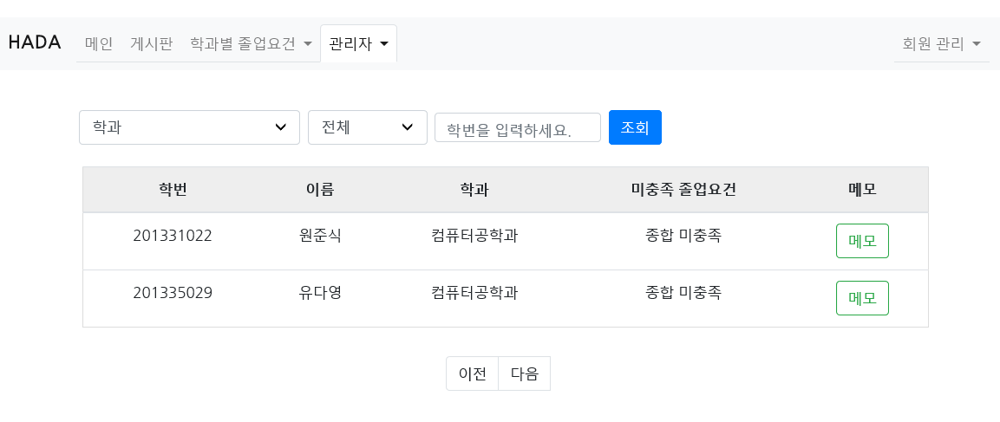 HADA 메인 게시판 학과별 졸업요건 관리자 회원 관리
학과 전체 학번을 입력하세요. 조회
학번 이름 학과 미충족 졸업요건 메모
201331022 원준식 컴퓨터공학과 종합 미충족 메모
201335029 유다영 컴퓨터공학과 종합 미충족 메모
이전 다음